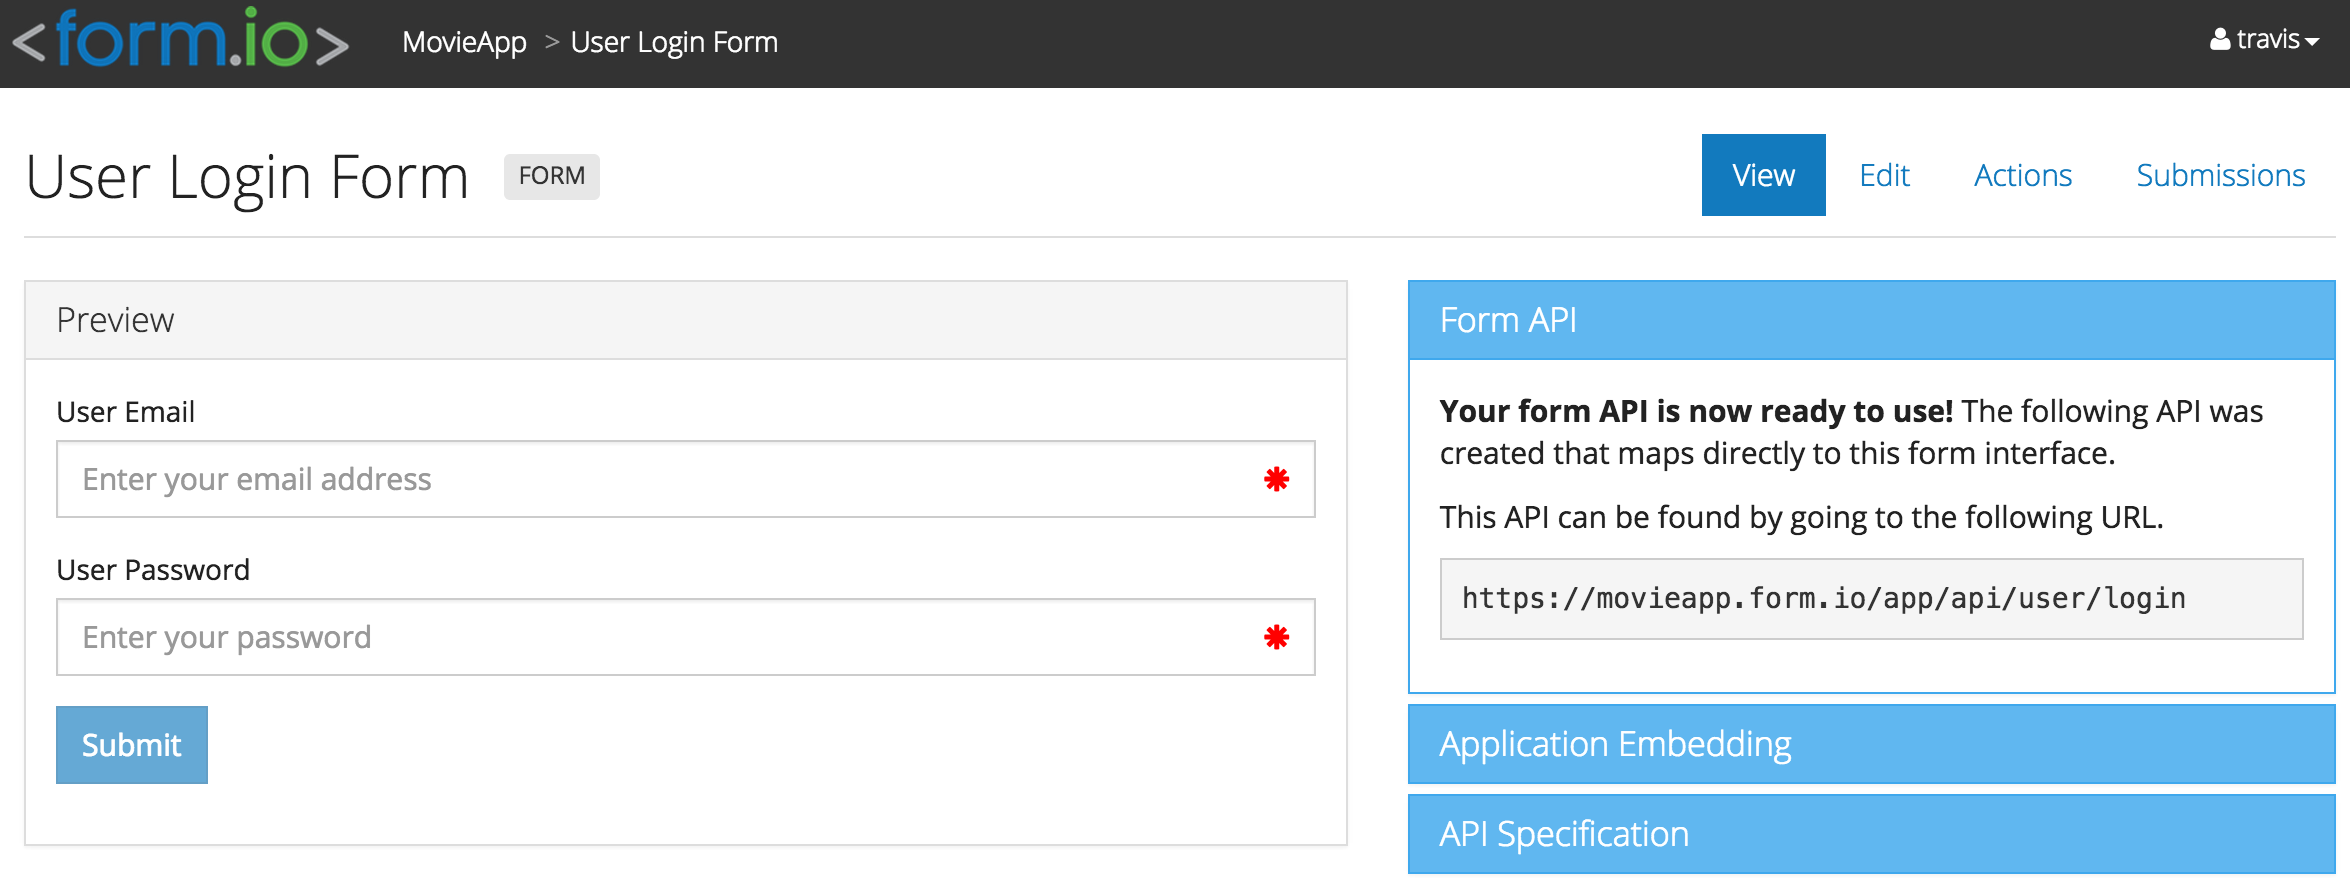 <form.io>
MovieApp > User Login Form
travis
User Login Form
FORM
View
Edit
Actions
Submissions
Preview
User Email
Enter your email address
User Password
Enter your password
Submit
Form API
Your form API is now ready to use! The following API was
created that maps directly to this form interface.
This API can be found by going to the following URL.
https://movieapp.form.io/app/api/user/login
Application Embedding
API Specification